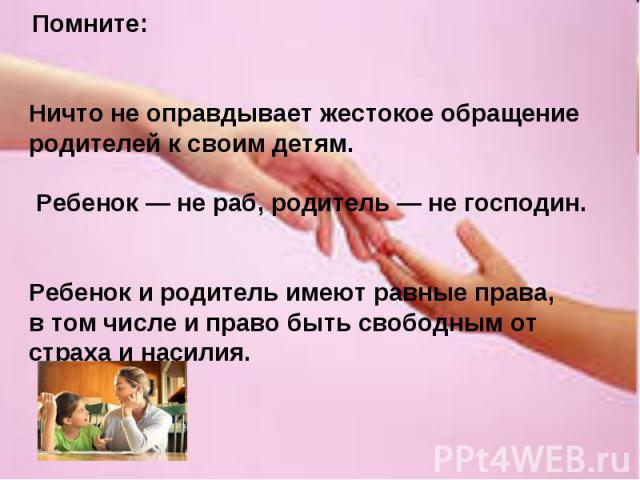 Помните:
Ничто не оправдывает жестокое обращение
родителей к своим детям.
Ребенок — не раб, родитель — не господин.
Ребенок и родитель имеют равные права,
в том числе и право быть свободным от
страха и насилия.
PPt4WEB.ru